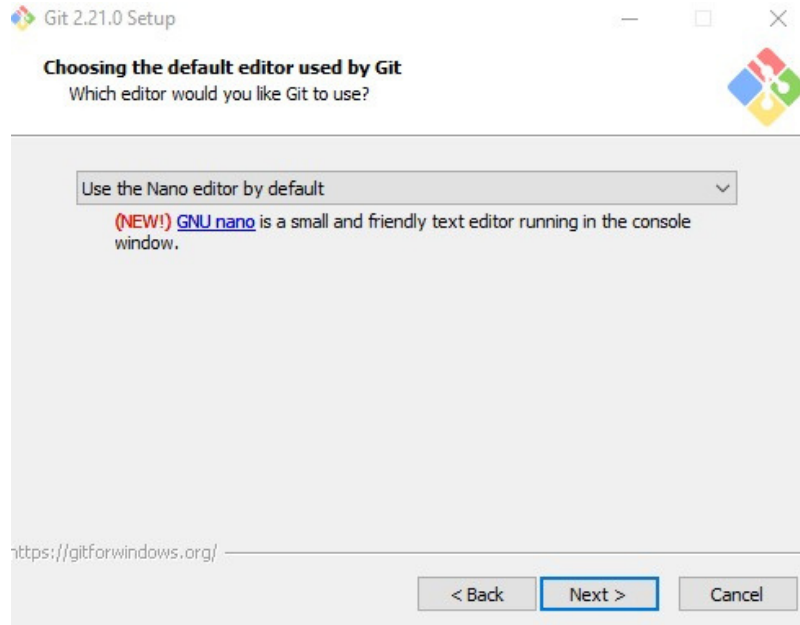 Git 2.21.0 Setup
Choosing the default editor used by Git
Which editor would you like Git to use?
Use the Nano editor by default
(NEW!) GNU nano is a small and friendly text editor running in the console
window.
https://gitforwindows.org/
< Back Next > Cancel